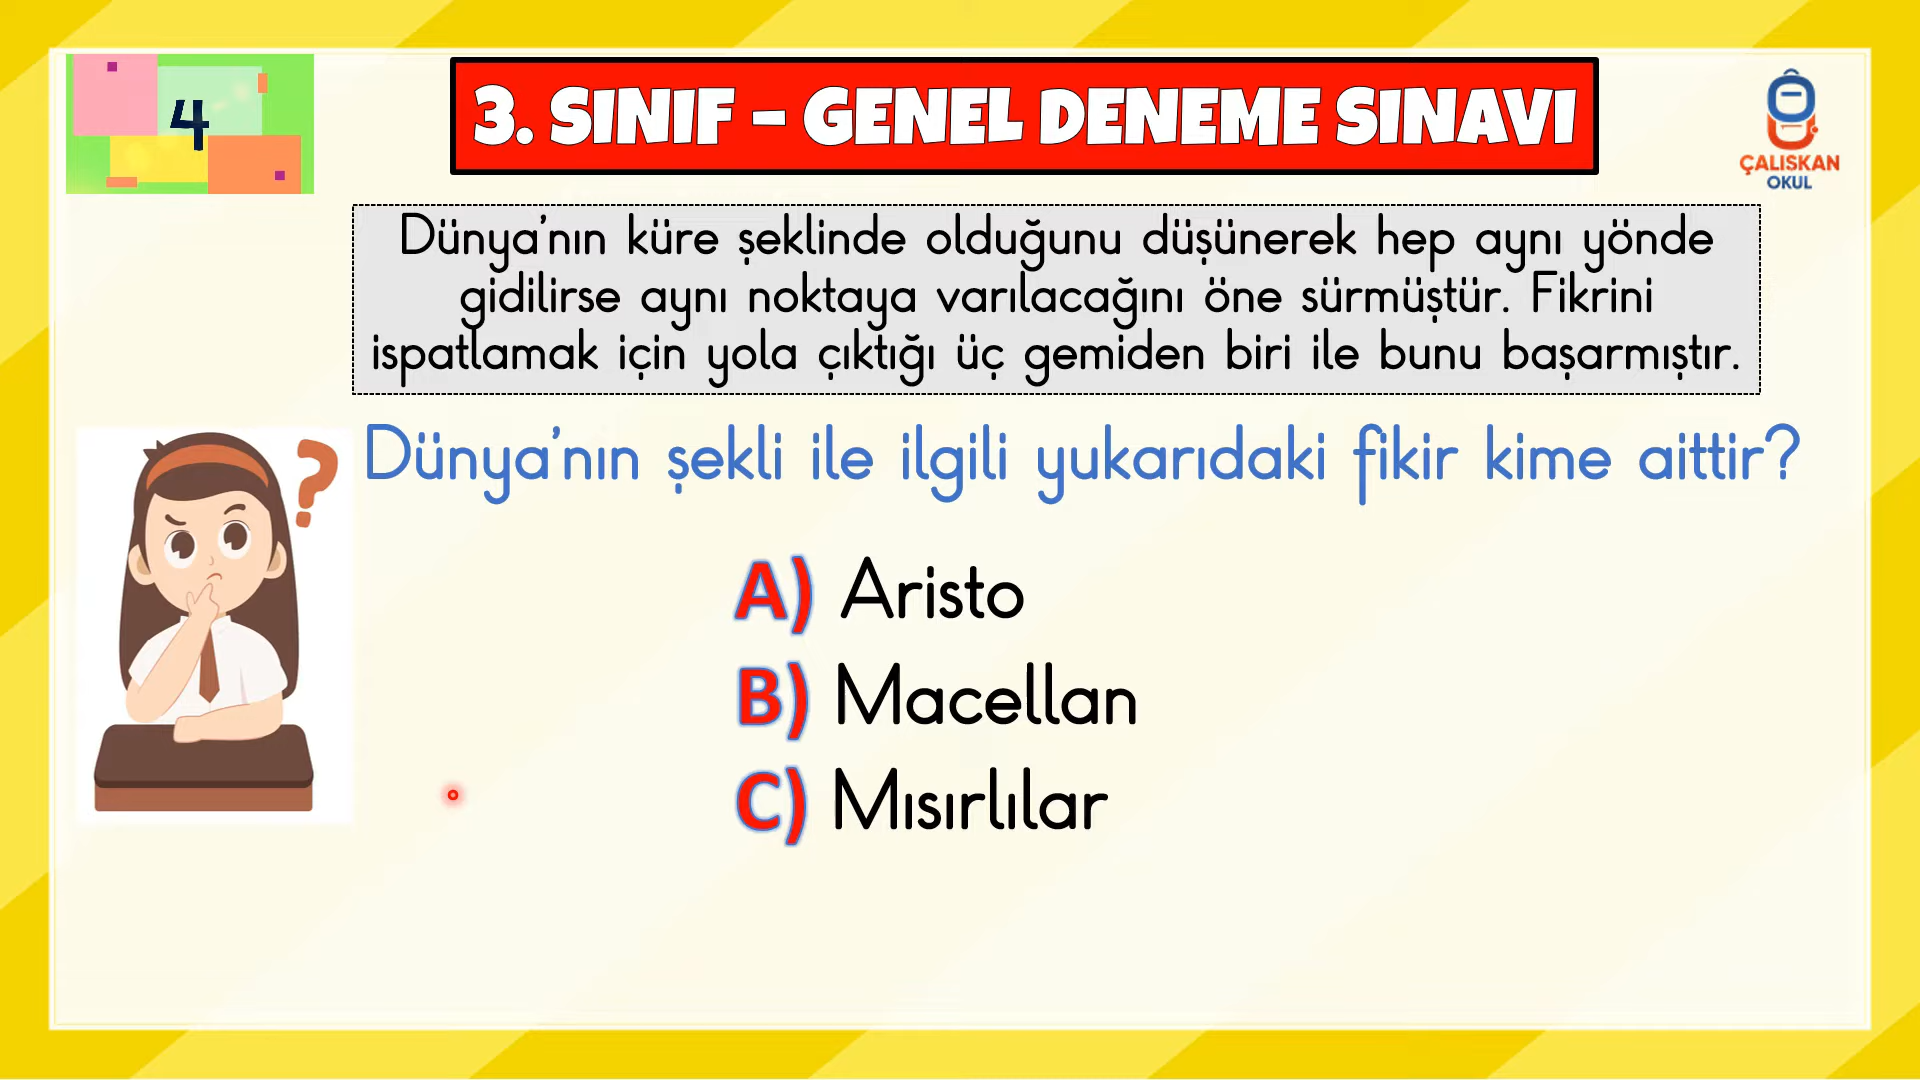 4
3. SINIF - GENEL DENEME SINAVI
ÇALISKAN
OKUL
Dünya'nın küre şeklinde olduğunu düşünerek hep aynı yönde
gidilirse aynı noktaya varılacağını öne sürmüştür. Fikrini
ispatlamak için yola çıktığı üç gemiden biri ile bunu başarmıştır.
?
Dünya'nın şekli ile ilgili yukarıdaki fikir kime aittir?
A) Aristo
B) Macellan
C) Mısırlılar